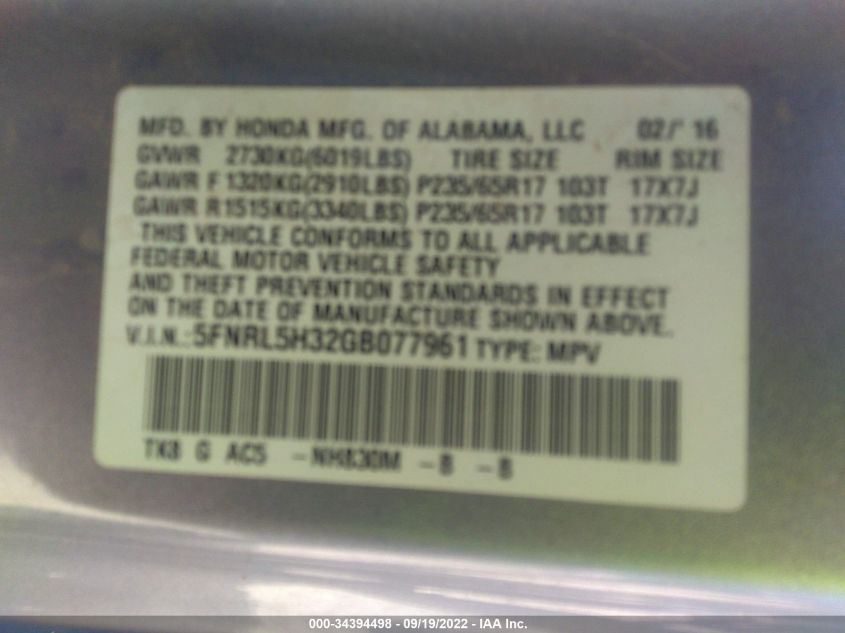 MFD. BY HONDA MFG. OF ALABAMA, LLC 02/' 16
GVWR 2730KG(6019LBS) TIRE SIZE RIM SIZE
GAWR F 1320KG(2910LBS) P235/65R17 103T 17X7J
GAWR R1515KG(3340LBS) P235/65R17 103T 17X7J
THIS VEHICLE CONFORMS TO ALL APPLICABLE
FEDERAL MOTOR VEHICLE SAFETY
AND THEFT PREVENTION STANDARDS IN EFFECT
ON THE DATE OF MANUFACTURE SHOWN ABOVE.
V.I.N.: 5FNRL5H32GB077961 TYPE: MPV
TK8 G AC5 -NH830M -B -B
000-34394498 - 09/19/2022 - IAA Inc.